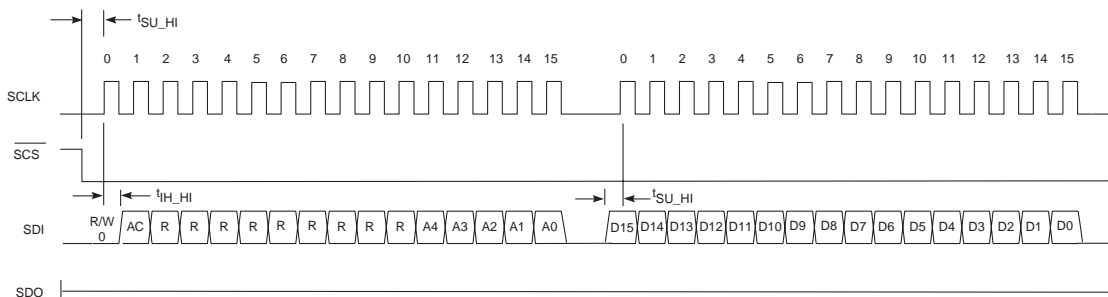 tSU_HI
0 1 2 3 4 5 6 7 8 9 10 11 12 13 14 15 0 1 2 3 4 5 6 7 8 9 10 11 12 13 14 15
SCLK
SCS
tIH_HI tSU_HI
SDI R/W 0 AC R R R R R R R R R A4 A3 A2 A1 A0 D15 D14 D13 D12 D11 D10 D9 D8 D7 D6 D5 D4 D3 D2 D1 D0
SDO